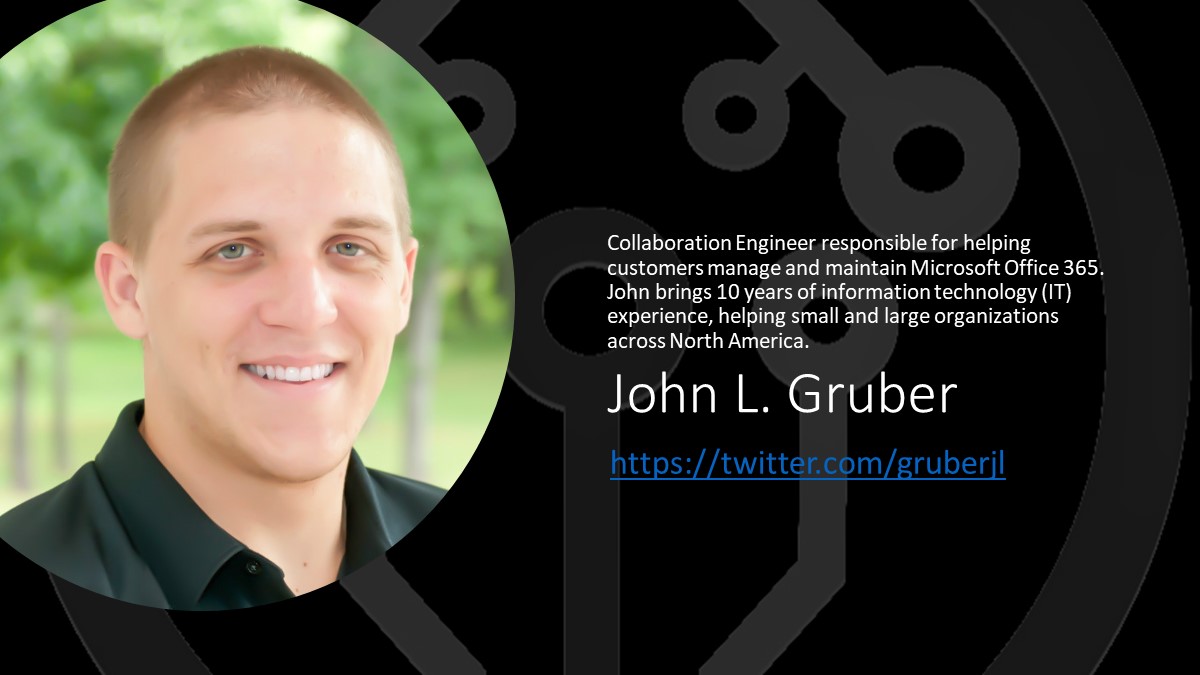 Collaboration Engineer responsible for helping
customers manage and maintain Microsoft Office 365.
John brings 10 years of information technology (IT)
experience, helping small and large organizations
across North America.
John L. Gruber
https://twitter.com/gruberjl